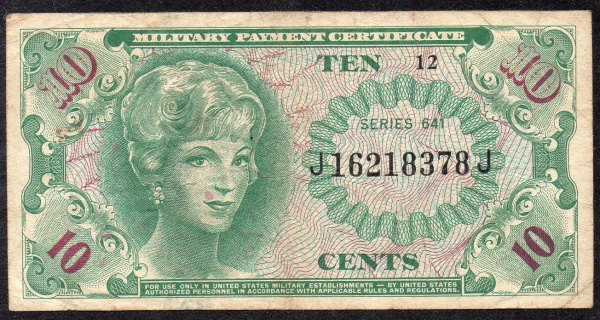 MILITARY PAYMENT CERTIFICATE
10
TEN 12
10
SERIES 641
J16218378J
10
CENTS
10
FOR USE ONLY IN UNITED STATES MILITARY ESTABLISHMENTS — BY UNITED STATES
AUTHORIZED PERSONNEL IN ACCORDANCE WITH APPLICABLE RULES AND REGULATIONS.